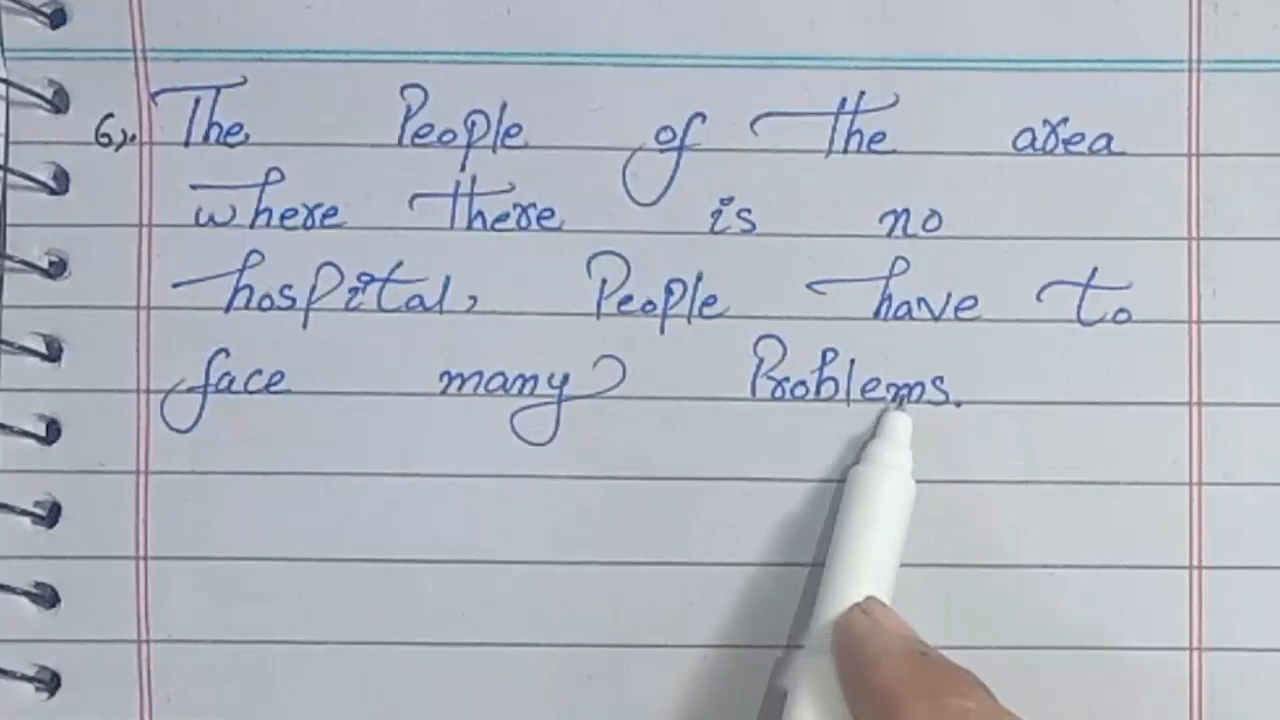 6). The People of the area
where there is no
hospital, People have to
face many Problems.